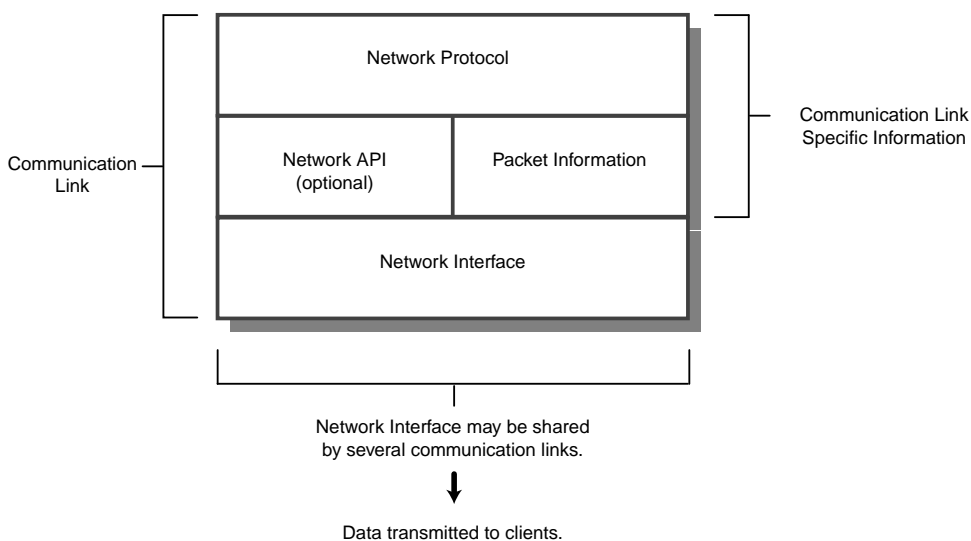 Network Protocol
Communication Link
Specific Information
Communication
Link
Network API
(optional)
Packet Information
Network Interface
Network Interface may be shared
by several communication links.
Data transmitted to clients.